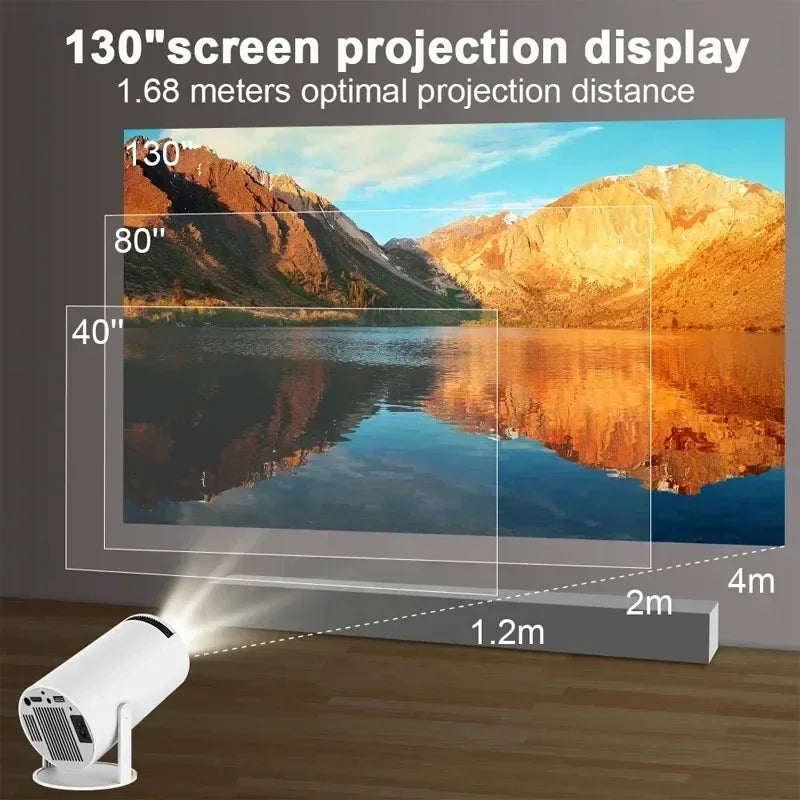 130"screen projection display
1.68 meters optimal projection distance
130"
80"
40"
4m
2m
1.2m